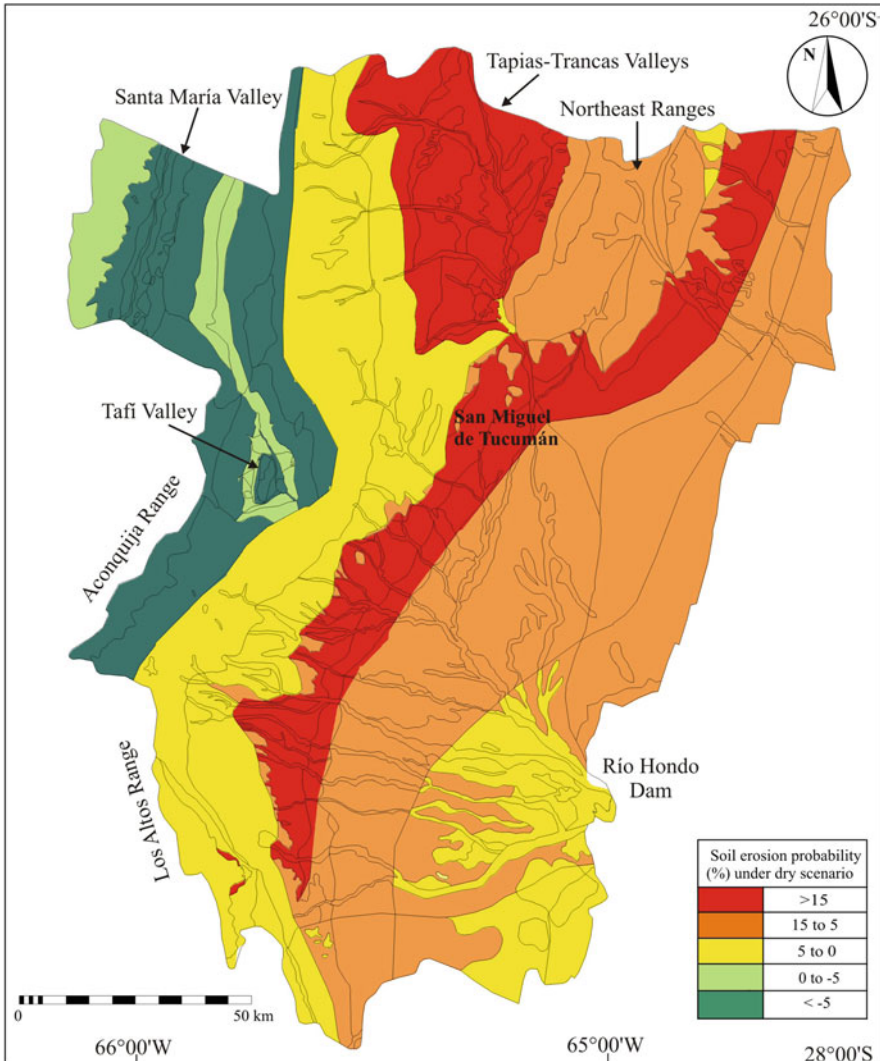 26°00'S
N
Tapias-Trancas Valleys
Santa María Valley
Northeast Ranges
Tafí Valley
San Miguel
de Tucumán
Aconquija Range
Los Altos Range
Río Hondo
Dam
Soil erosion probability
(%) under dry scenario
>15
15 to 5
5 to 0
0 to -5
< -5
0 50 km
66°00'W
65°00'W
28°00'S